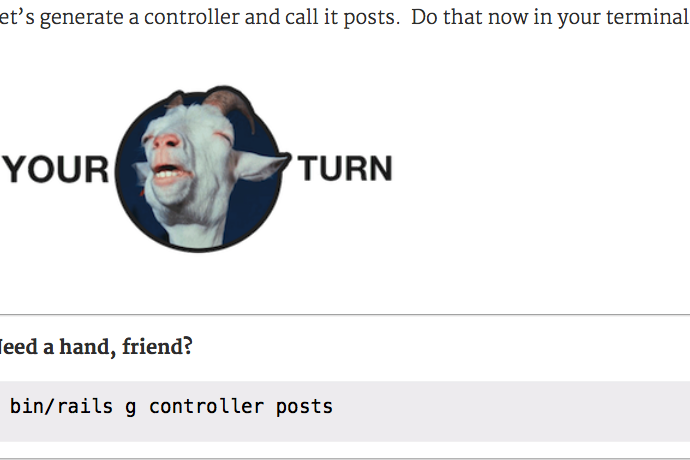 et’s generate a controller and call it posts. Do that now in your terminal
YOUR TURN
eed a hand, friend?
bin/rails g controller posts